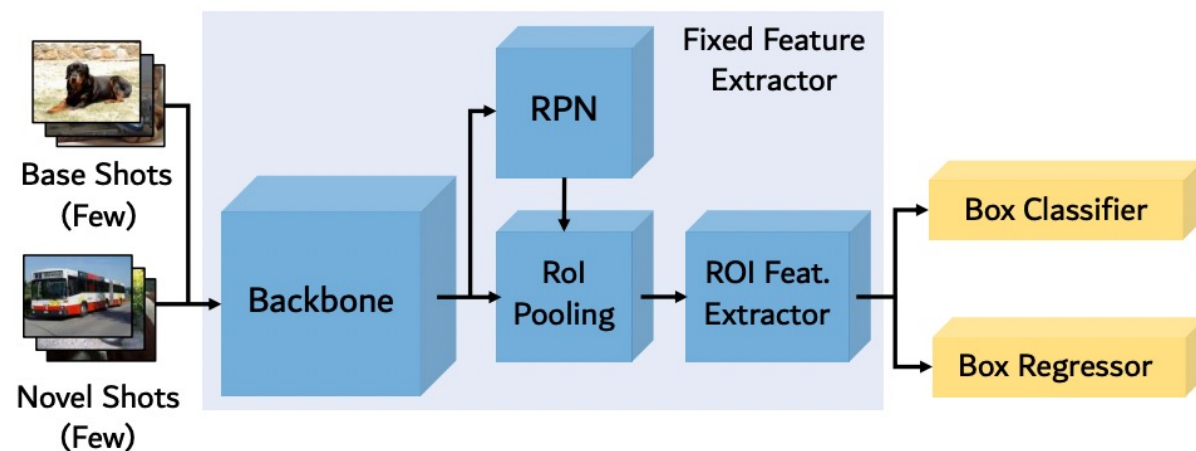 Fixed Feature
Extractor
RPN
Base Shots
(Few)
Backbone
RoI
Pooling
ROI Feat.
Extractor
Box Classifier
Box Regressor
Novel Shots
(Few)